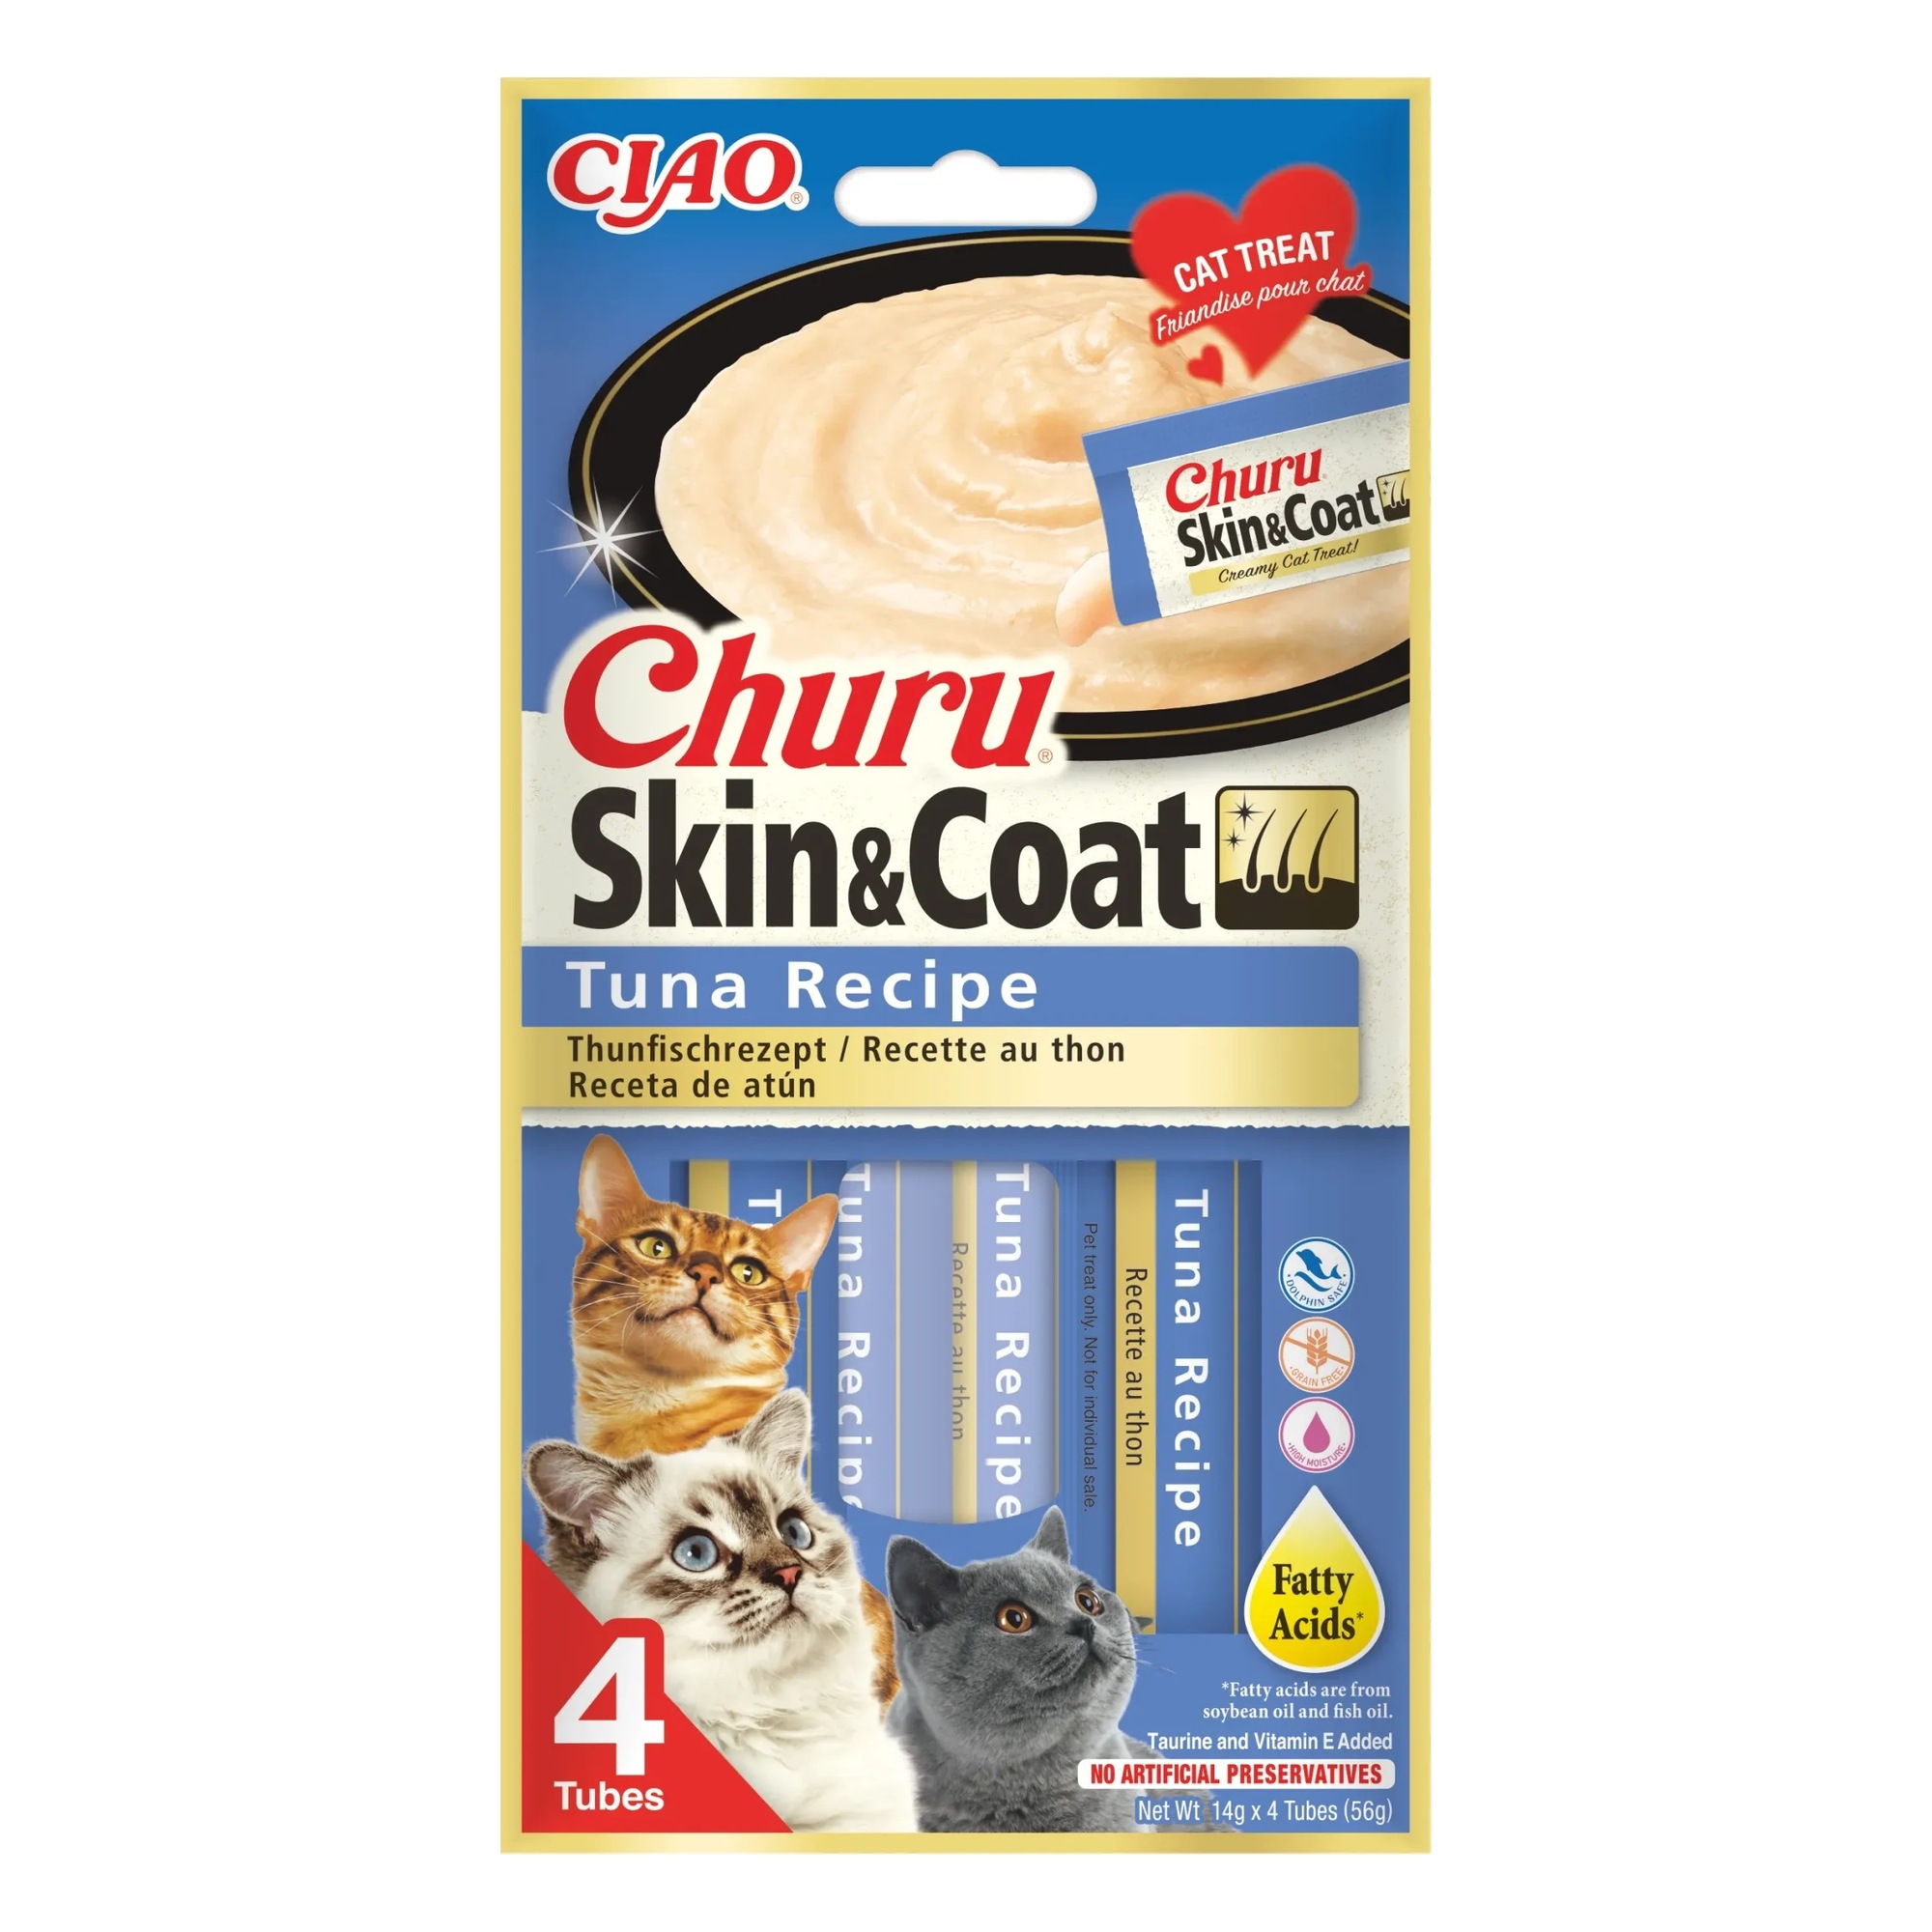 CIAO®
CAT TREAT
Friandise pour chat
Churu
Skin&Coat
Creamy Cat Treat!
Churu®
Skin&Coat
Tuna Recipe
Thunfischrezept / Recette au thon
Receta de atún
Tuna Recipe
Recette au thon
Tuna Recipe
Pet treat only. Not for individual sale.
Recette au thon
Tuna Recipe
DOLPHIN SAFE
GRAIN FREE
HIGH MOISTURE
Fatty
Acids*
*Fatty acids are from
soybean oil and fish oil.
Taurine and Vitamin E Added
NO ARTIFICIAL PRESERVATIVES
Net Wt 14g x 4 Tubes (56g)
4
Tubes